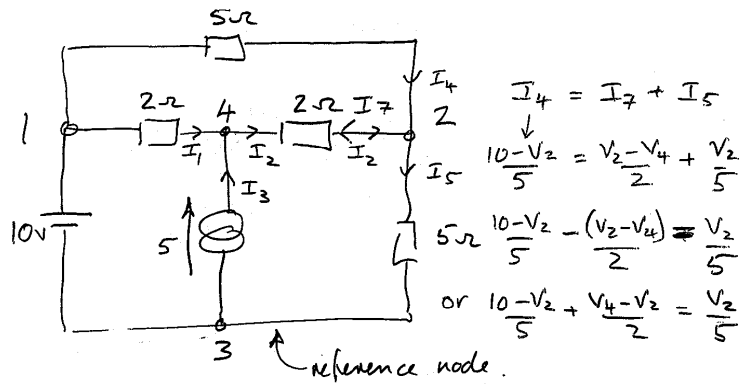 5Ω
2Ω 4 2Ω I7 I4 I4 = I7 + I5
1 2
I1 I2 I2 10-V2/5 = V2-V4/2 + V2/5
I3 I5
10v 5 5Ω 10-V2/5 - (V2-V4)/2 = V2/5
or 10-V2/5 + V4-V2/2 = V2/5
3
reference node.